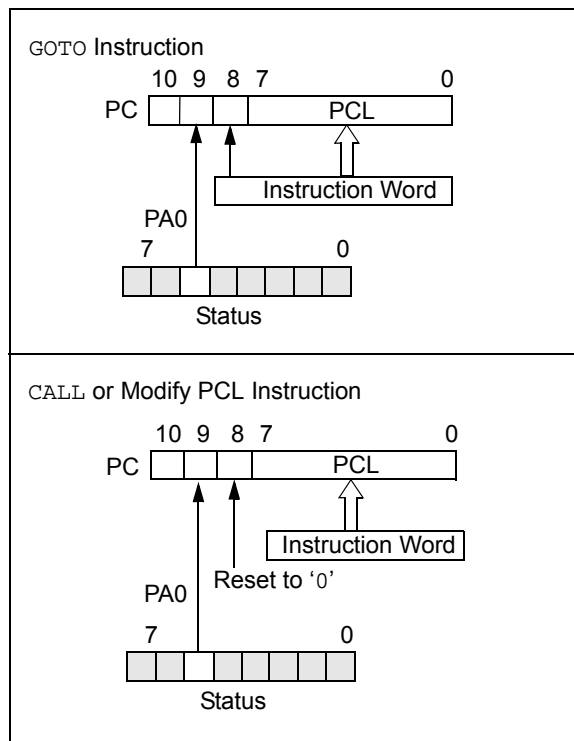 GOTO Instruction
10 9 8 7 0
PC PCL
Instruction Word
PA0
7 0
Status
CALL or Modify PCL Instruction
10 9 8 7 0
PC PCL
Instruction Word
Reset to ‘0’
PA0
7 0
Status